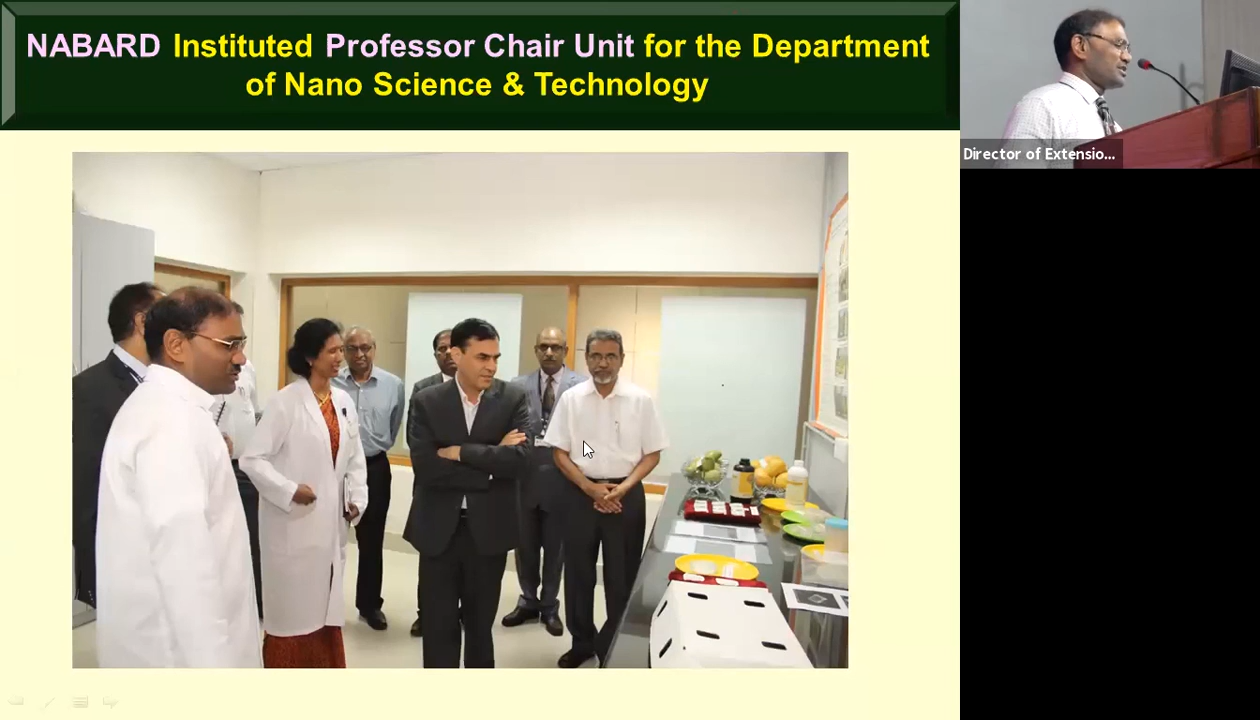 NABARD Instituted Professor Chair Unit for the Department
of Nano Science & Technology
Director of Extensio...